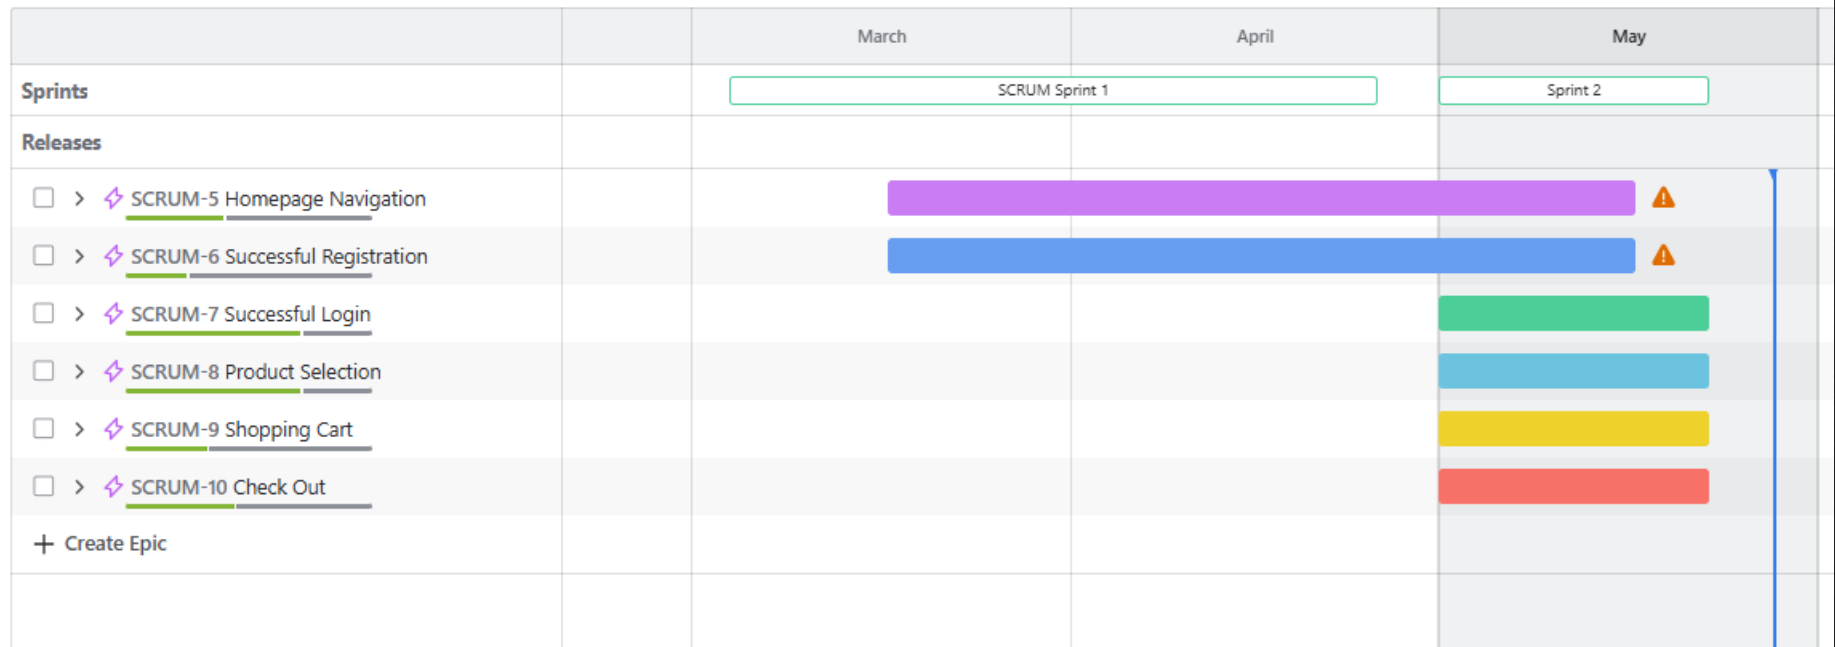 March April May
Sprints SCRUM Sprint 1 Sprint 2
Releases
SCRUM-5 Homepage Navigation
SCRUM-6 Successful Registration
SCRUM-7 Successful Login
SCRUM-8 Product Selection
SCRUM-9 Shopping Cart
SCRUM-10 Check Out
+ Create Epic